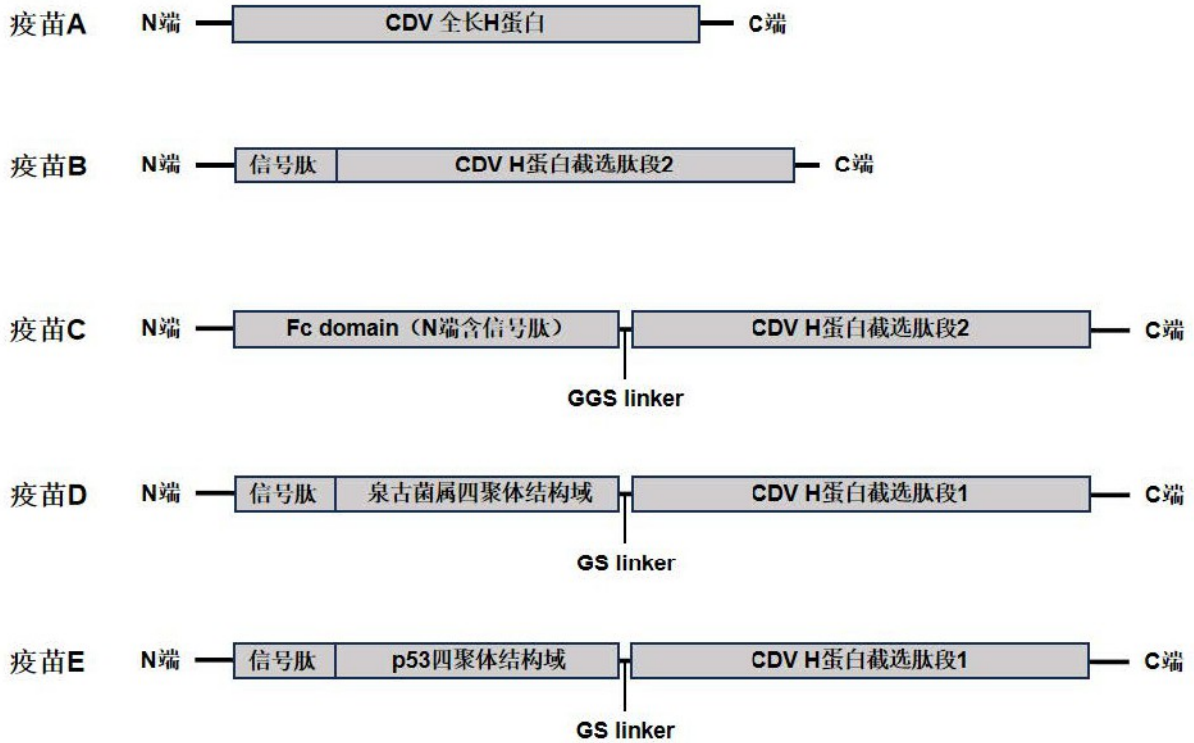 疫苗A N端 CDV 全长H蛋白 C端
疫苗B N端 信号肽 CDV H蛋白截选肽段2 C端
疫苗C N端 Fc domain（N端含信号肽） CDV H蛋白截选肽段2 C端
GGS linker
疫苗D N端 信号肽 泉古菌属四聚体结构域 CDV H蛋白截选肽段1 C端
GS linker
疫苗E N端 信号肽 p53四聚体结构域 CDV H蛋白截选肽段1 C端
GS linker